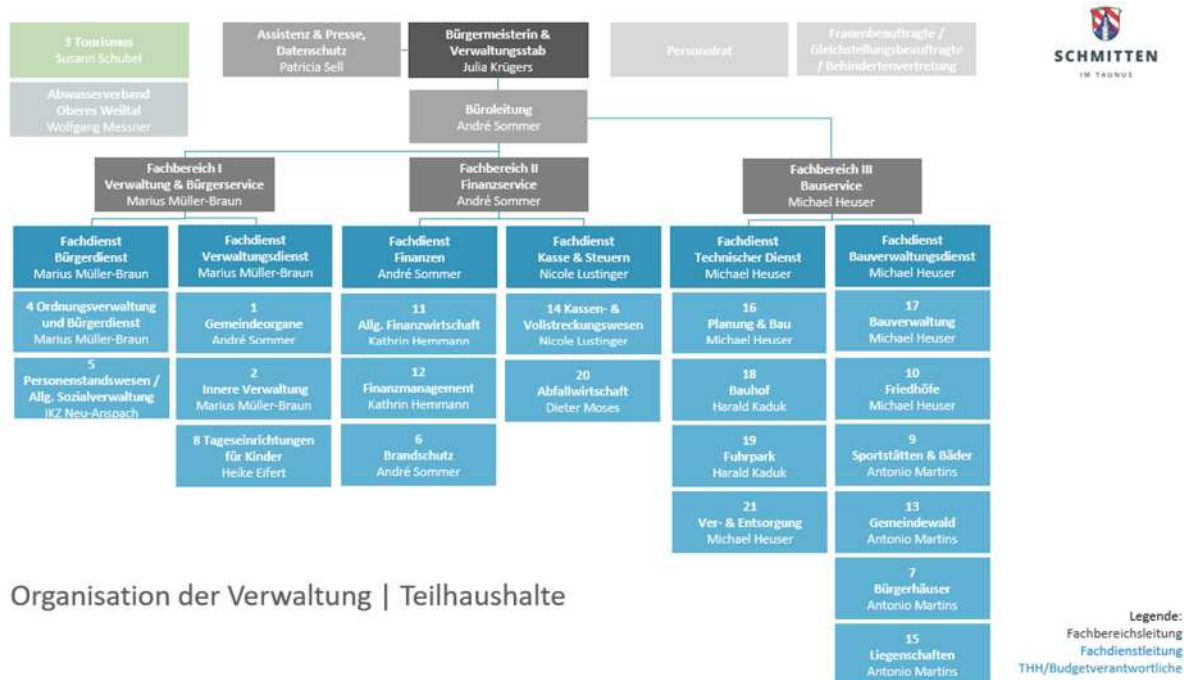 3 Tourismus
Susann Schubel
Assistenz & Presse,
Datenschutz
Patricia Sell
Bürgermeisterin &
Verwaltungsstab
Julia Krügers
Personalrat
Frauenbeauftragte /
Gleichstellungsbeauftragte
/ Behindertenvertretung
SCHMITTEN
IM TAUNUS
Abwasserverband
Oberes Weiltal
Wolfgang Messner
Büroleitung
André Sommer
Fachbereich I
Verwaltung & Bürgerservice
Marius Müller-Braun
Fachbereich II
Finanzservice
André Sommer
Fachbereich III
Bauservice
Michael Heuser
Fachdienst
Bürgerdienst
Marius Müller-Braun
Fachdienst
Verwaltungsdienst
Marius Müller-Braun
Fachdienst
Finanzen
André Sommer
Fachdienst
Kasse & Steuern
Nicole Lustinger
Fachdienst
Technischer Dienst
Michael Heuser
Fachdienst
Bauverwaltungsdienst
Michael Heuser
4 Ordnungsverwaltung
und Bürgerdienst
Marius Müller-Braun
1
Gemeindeorgane
André Sommer
11
Allg. Finanzwirtschaft
Kathrin Hemmann
14 Kassen- &
Vollstreckungswesen
Nicole Lustinger
16
Planung & Bau
Michael Heuser
17
Bauverwaltung
Michael Heuser
5
Personenstandswesen /
Allg. Sozialverwaltung
IKZ Neu-Anspach
2
Innere Verwaltung
Marius Müller-Braun
12
Finanzmanagement
Kathrin Hemmann
20
Abfallwirtschaft
Dieter Moses
18
Bauhof
Harald Kaduk
10
Friedhöfe
Michael Heuser
8 Tageseinrichtungen
für Kinder
Heike Eifert
6
Brandschutz
André Sommer
19
Fuhrpark
Harald Kaduk
9
Sportstätten & Bäder
Antonio Martins
21
Ver- & Entsorgung
Michael Heuser
13
Gemeindewald
Antonio Martins
7
Bürgerhäuser
Antonio Martins
15
Liegenschaften
Antonio Martins
Organisation der Verwaltung | Teilhaushalte
Legende:
Fachbereichsleitung
Fachdienstleitung
THH/Budgetverantwortliche